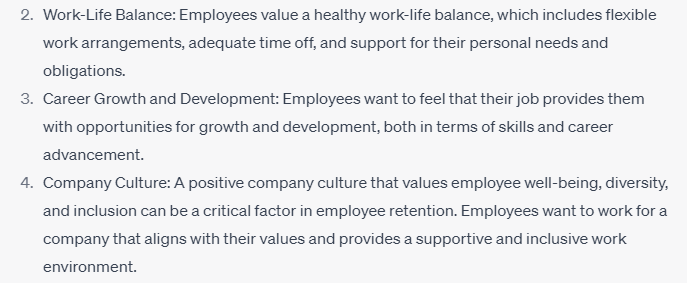 2. Work-Life Balance: Employees value a healthy work-life balance, which includes flexible
work arrangements, adequate time off, and support for their personal needs and
obligations.
3. Career Growth and Development: Employees want to feel that their job provides them
with opportunities for growth and development, both in terms of skills and career
advancement.
4. Company Culture: A positive company culture that values employee well-being, diversity,
and inclusion can be a critical factor in employee retention. Employees want to work for a
company that aligns with their values and provides a supportive and inclusive work
environment.